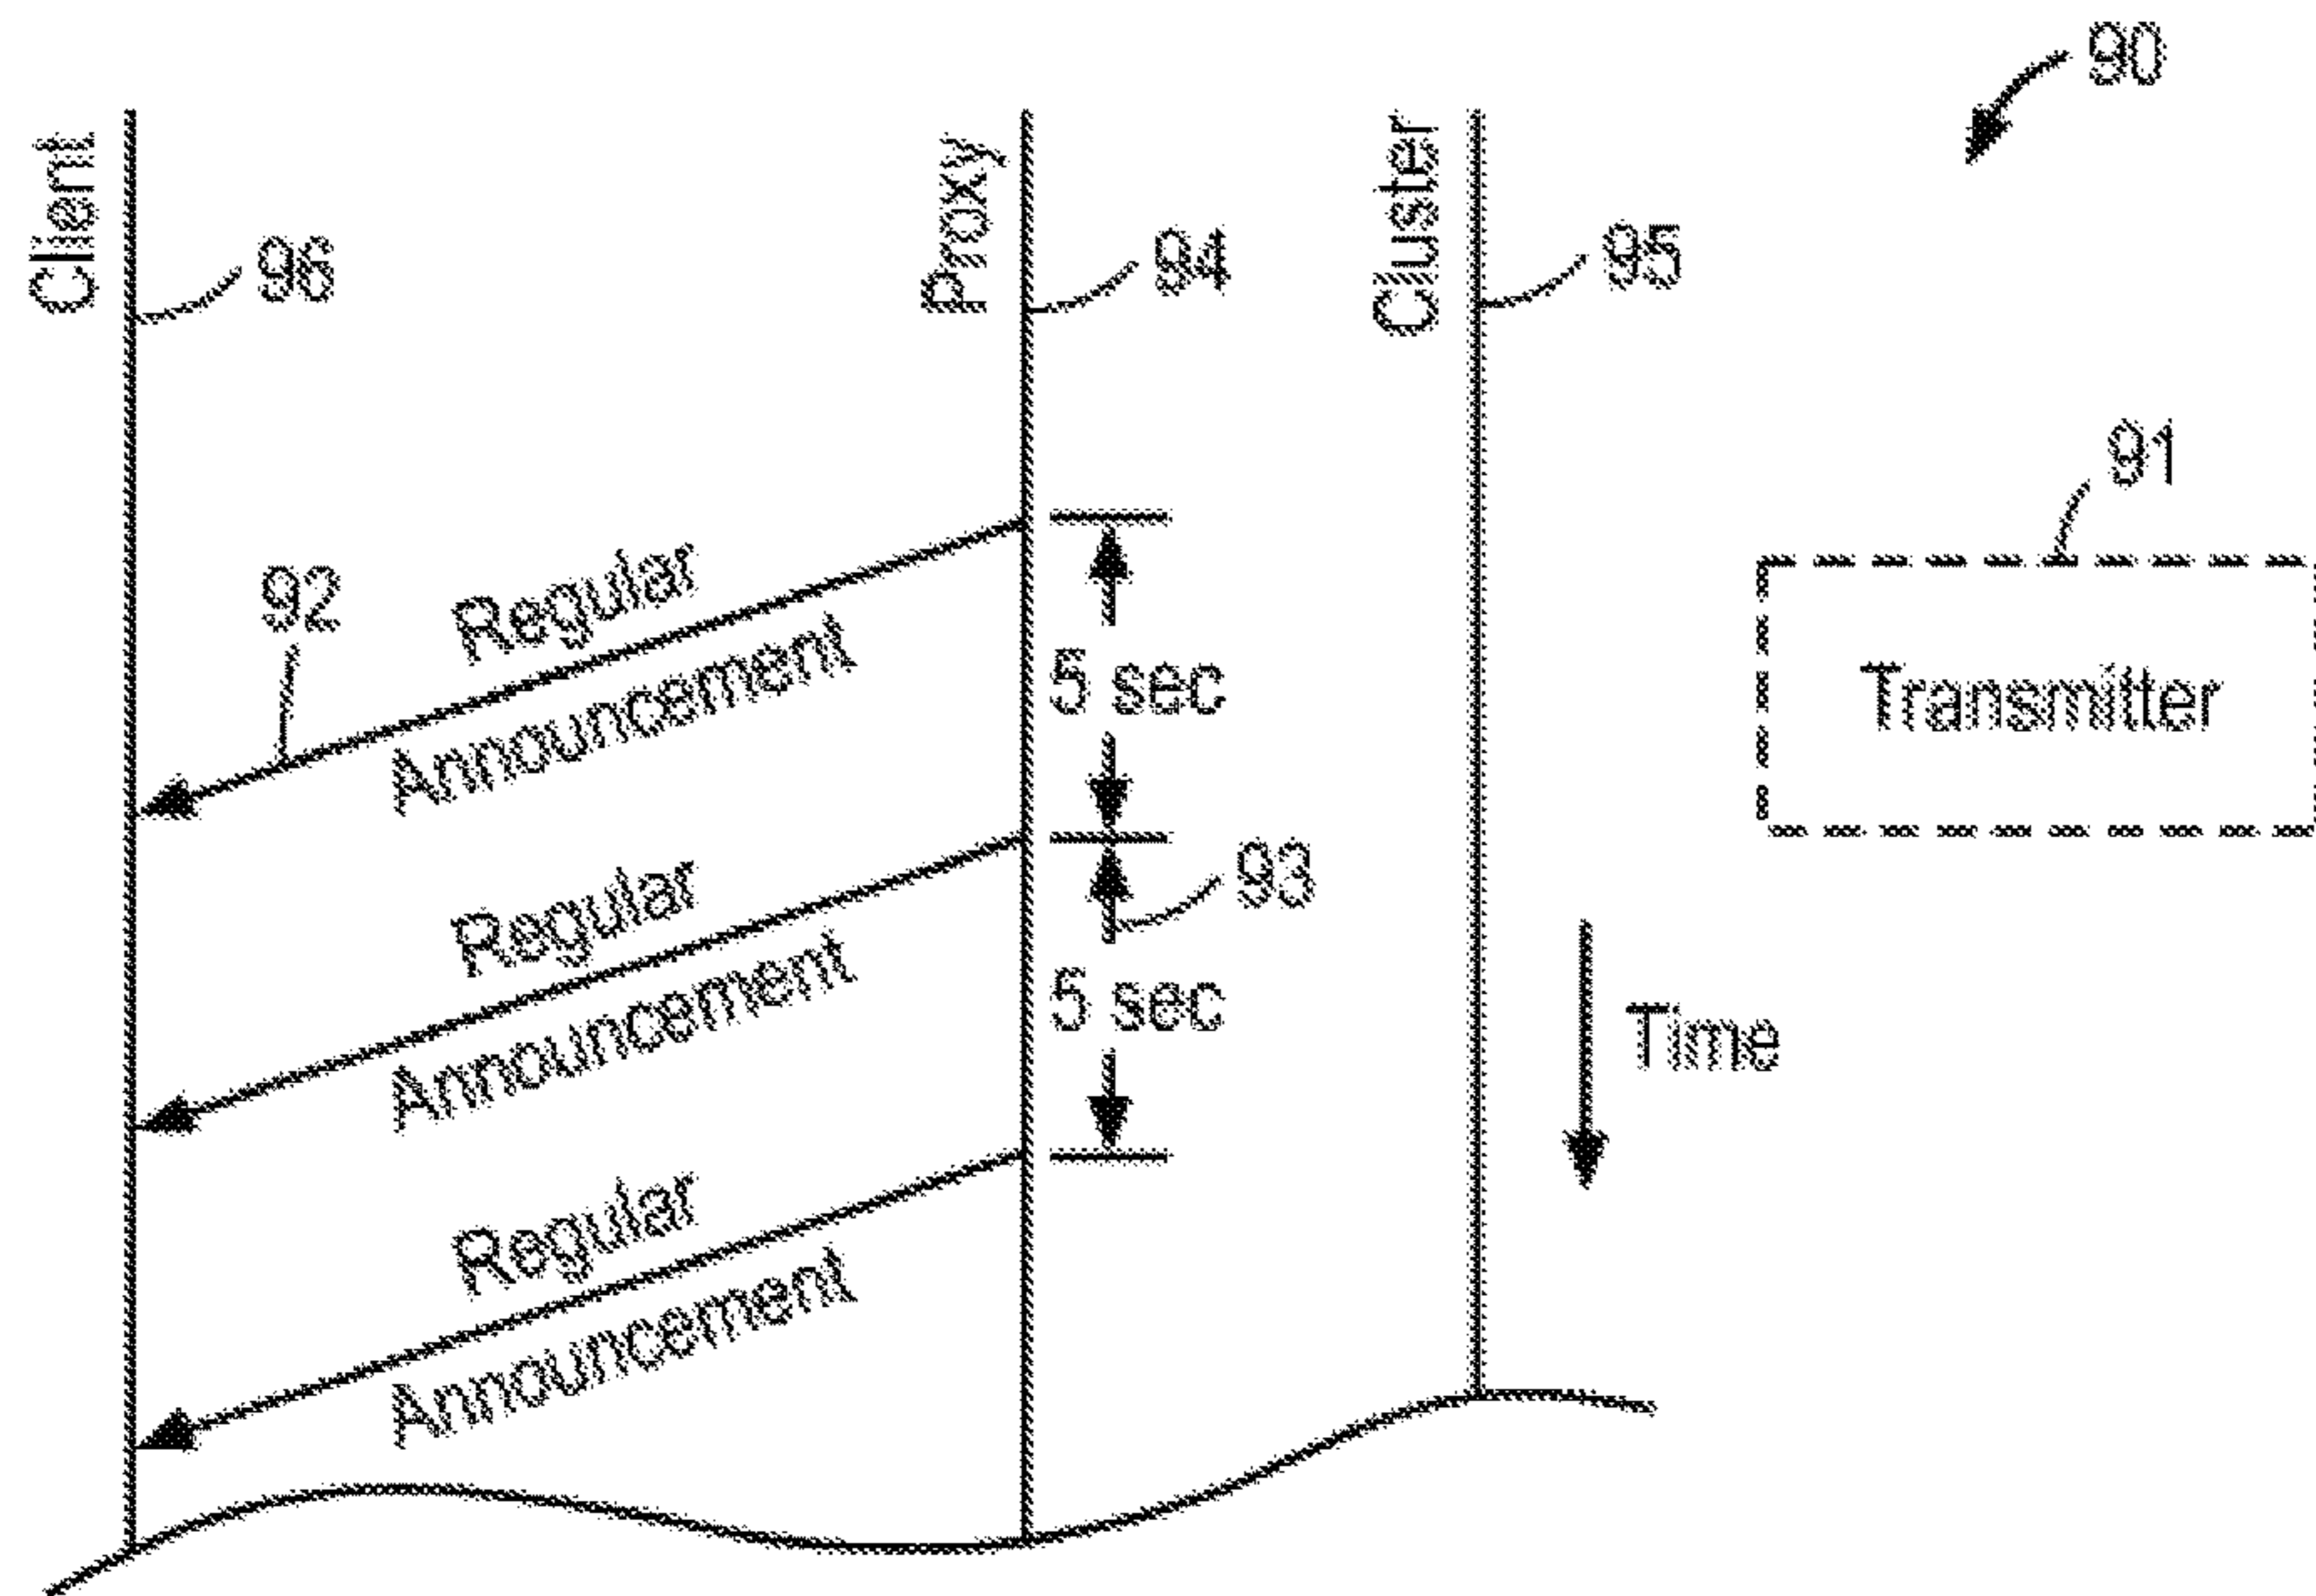 90
Client
96
Proxy
94
Cluster
95
91
Transmitter
92
Regular
Announcement
5 sec
93
Regular
Announcement
5 sec
Time
Regular
Announcement